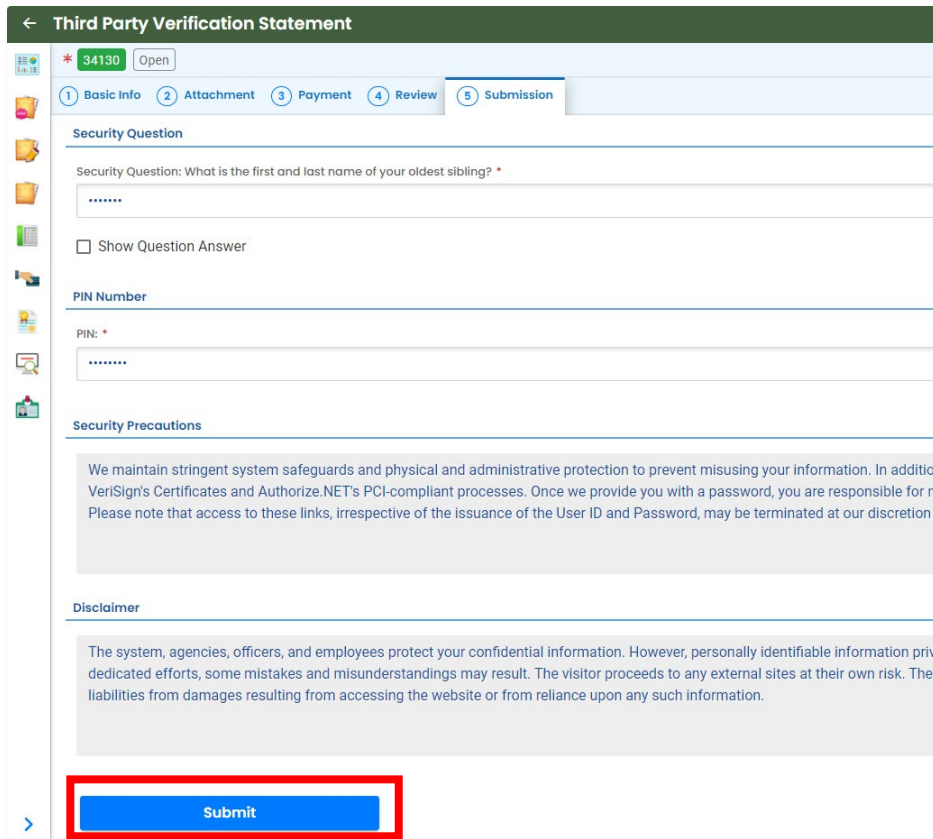 Third Party Verification Statement
* 34130 Open
1 Basic Info 2 Attachment 3 Payment 4 Review 5 Submission
Security Question
Security Question: What is the first and last name of your oldest sibling? *
•••••••
Show Question Answer
PIN Number
PIN: *
••••••••
Security Precautions
We maintain stringent system safeguards and physical and administrative protection to prevent misusing your information. In additio
VeriSign's Certificates and Authorize.NET's PCI-compliant processes. Once we provide you with a password, you are responsible for
Please note that access to these links, irrespective of the issuance of the User ID and Password, may be terminated at our discretion
Disclaimer
The system, agencies, officers, and employees protect your confidential information. However, personally identifiable information priv
dedicated efforts, some mistakes and misunderstandings may result. The visitor proceeds to any external sites at their own risk. The
liabilities from damages resulting from accessing the website or from reliance upon any such information.
Submit